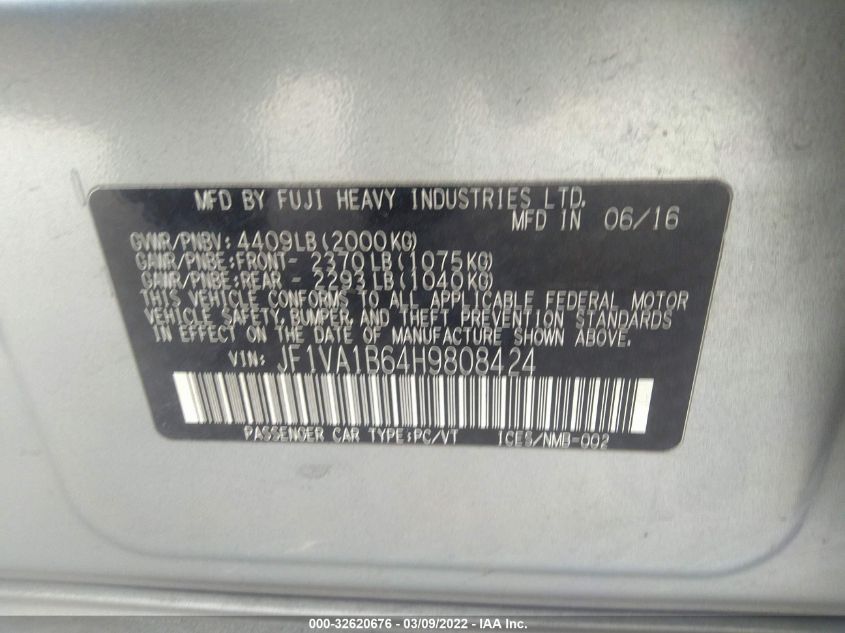 MFD BY FUJI HEAVY INDUSTRIES LTD.
MFD IN 06/16
GVWR/PNBV: 4409LB(2000KG)
GAWR/PNBE:FRONT- 2370LB(1075KG)
GAWR/PNBE:REAR - 2293LB(1040KG)
THIS VEHICLE CONFORMS TO ALL APPLICABLE FEDERAL MOTOR
VEHICLE SAFETY, BUMPER, AND THEFT PREVENTION STANDARDS
IN EFFECT ON THE DATE OF MANUFACTURE SHOWN ABOVE.
VIN: JF1VA1B64H9808424
PASSENGER CAR TYPE:PC/VT ICES/NMB-002
000-32620676 - 03/09/2022 - IAA Inc.